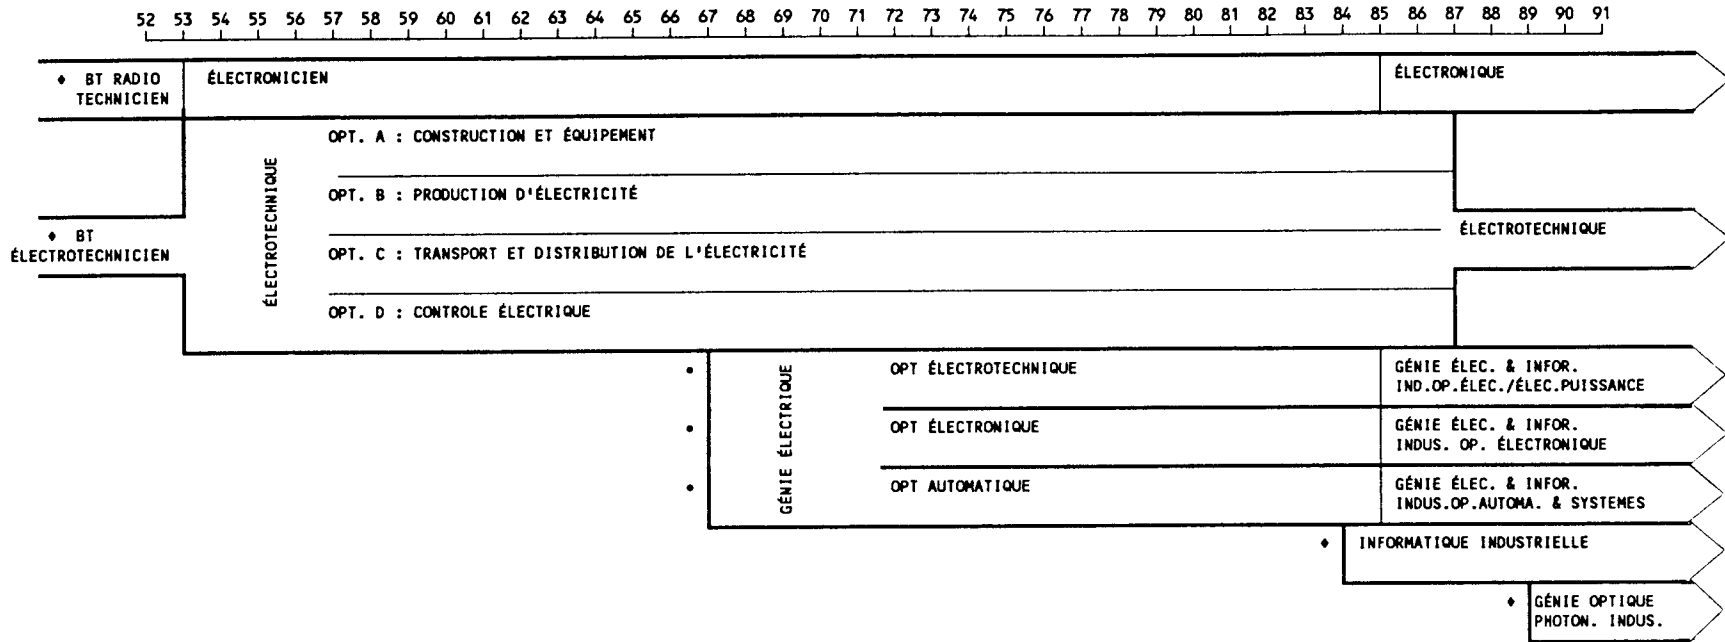 52 53 54 55 56 57 58 59 60 61 62 63 64 65 66 67 68 69 70 71 72 73 74 75 76 77 78 79 80 81 82 83 84 85 86 87 88 89 90 91
♦ BT RADIO
TECHNICIEN
ÉLECTRONICIEN
ÉLECTRONIQUE
♦ BT
ÉLECTROTECHNICIEN
ÉLECTROTECHNIQUE
OPT. A : CONSTRUCTION ET ÉQUIPEMENT
OPT. B : PRODUCTION D'ÉLECTRICITÉ
OPT. C : TRANSPORT ET DISTRIBUTION DE L'ÉLECTRICITÉ
OPT. D : CONTROLE ÉLECTRIQUE
ÉLECTROTECHNIQUE
GÉNIE ÉLECTRIQUE
• OPT ÉLECTROTECHNIQUE
GÉNIE ÉLEC. & INFOR.
IND.OP.ÉLEC./ÉLEC.PUISSANCE
• OPT ÉLECTRONIQUE
GÉNIE ÉLEC. & INFOR.
INDUS. OP. ÉLECTRONIQUE
• OPT AUTOMATIQUE
GÉNIE ÉLEC. & INFOR.
INDUS.OP.AUTOMA. & SYSTEMES
♦ INFORMATIQUE INDUSTRIELLE
♦ GÉNIE OPTIQUE
PHOTON. INDUS.